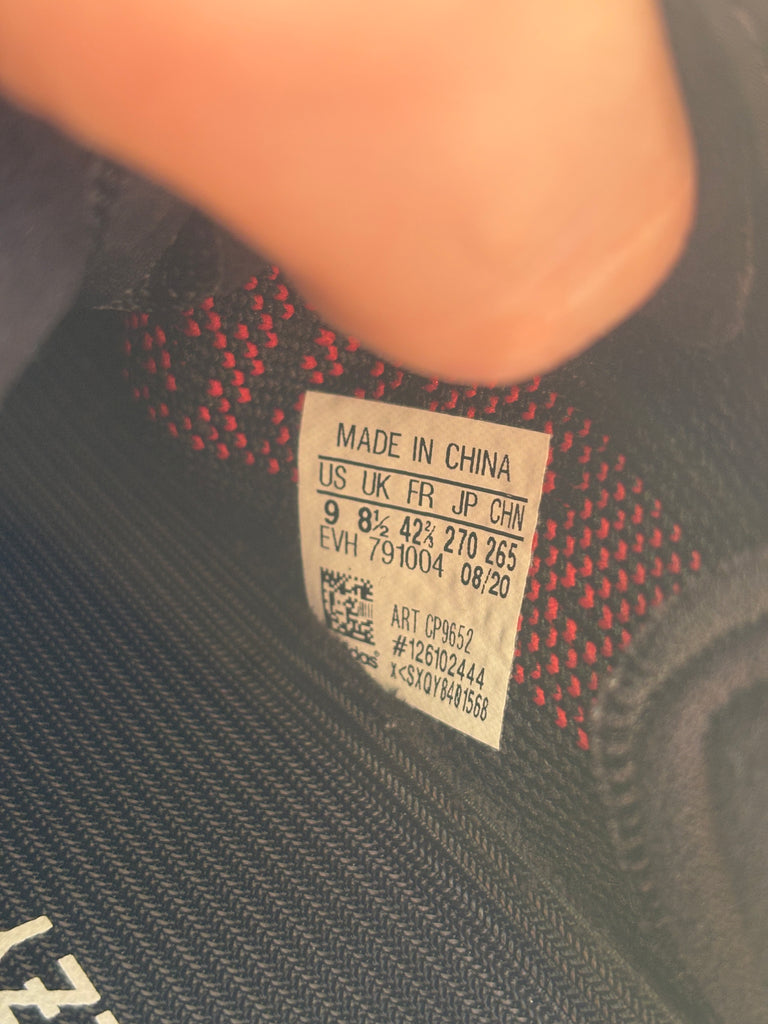 MADE IN CHINA
US UK FR JP CHN
9 8½ 42⅔ 270 265
EVH 791004 08/20
ART CP9652
#126102444
X<SXQY84Q1568